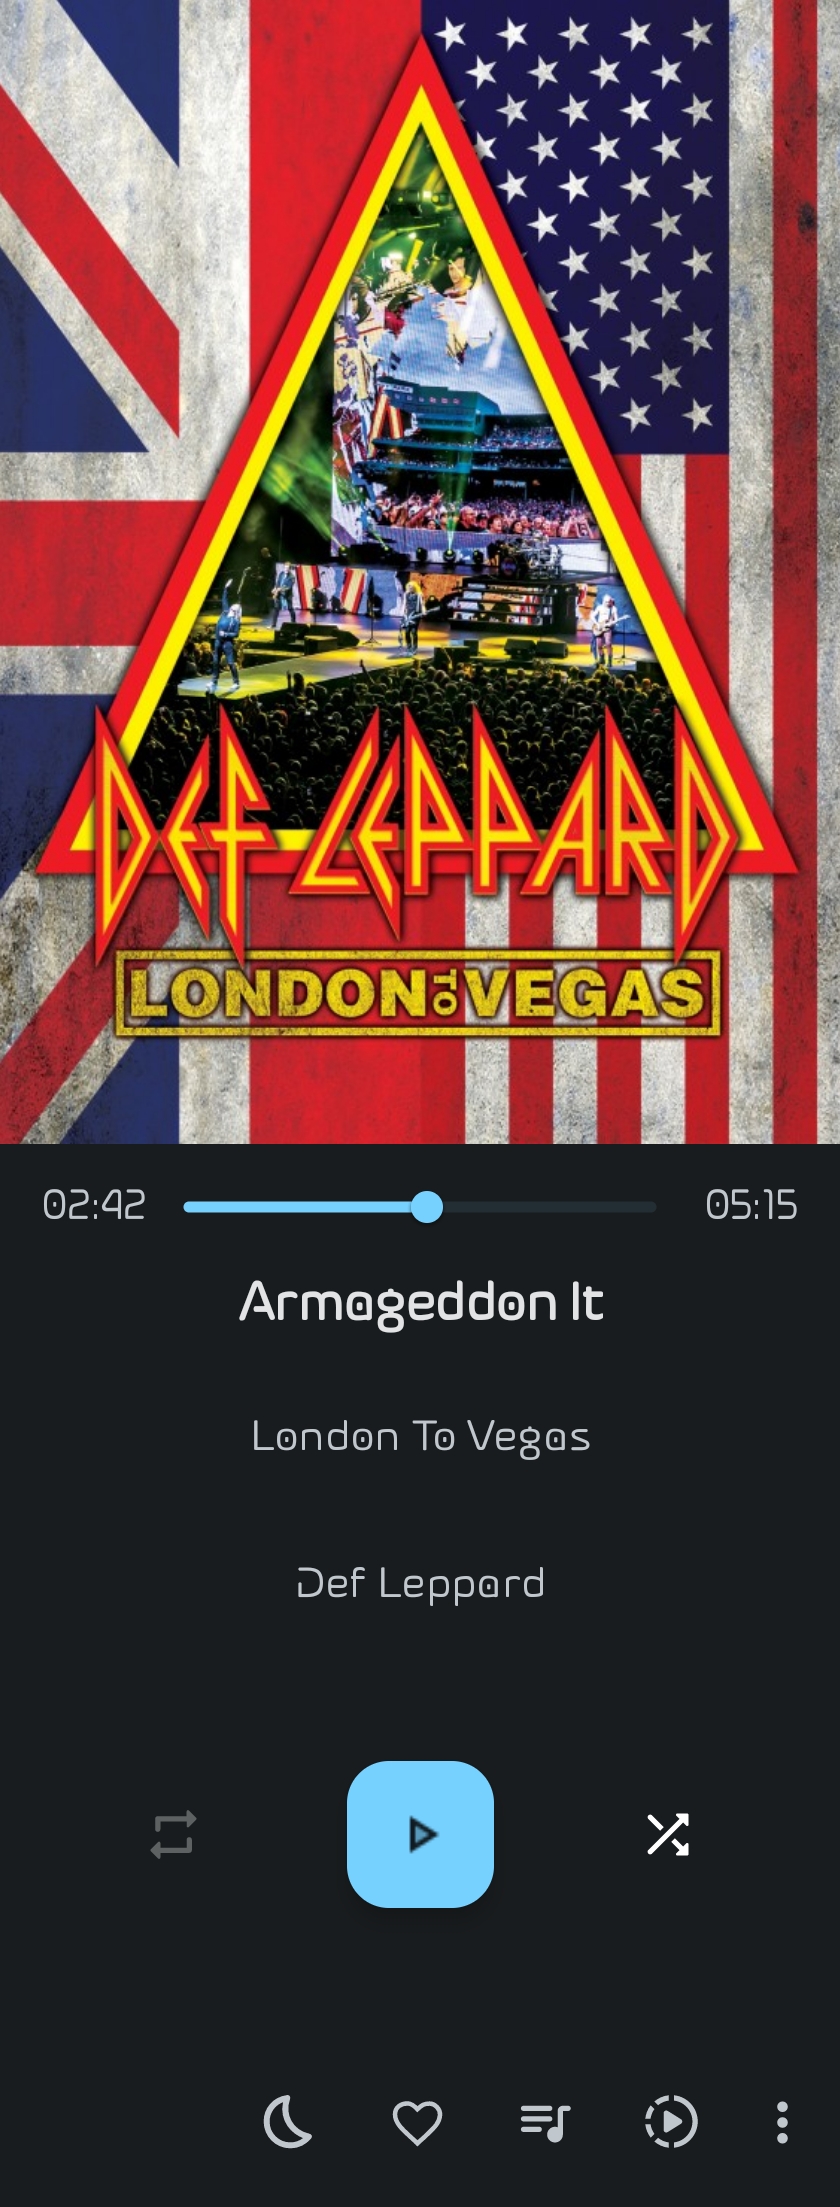 DEF LEPPARD
LONDON TO VEGAS
02:42 05:15
Armageddon It
London To Vegas
Def Leppard